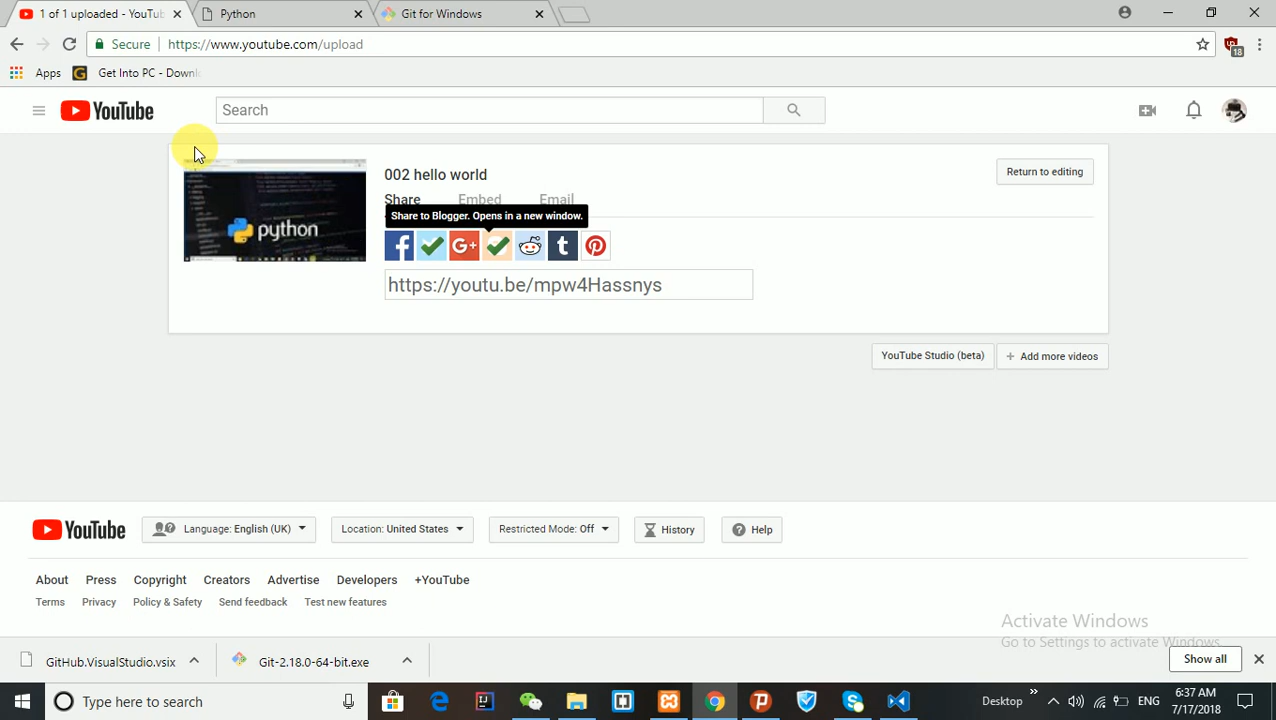 1 of 1 uploaded - YouTub
Python
Git for Windows
Secure
https://www.youtube.com/upload
18
Apps
Get Into PC - Downl
YouTube
Search
002 hello world
Return to editing
Share
Embed
Email
Share to Blogger. Opens in a new window.
python
https://youtu.be/mpw4Hassnys
YouTube Studio (beta)
+ Add more videos
YouTube
Language: English (UK)
Location: United States
Restricted Mode: Off
History
Help
About
Press
Copyright
Creators
Advertise
Developers
+YouTube
Terms
Privacy
Policy & Safety
Send feedback
Test new features
Activate Windows
Go to Settings to activate Windows.
GitHub.VisualStudio.vsix
Git-2.18.0-64-bit.exe
Show all
Type here to search
Desktop
ENG
6:37 AM
7/17/2018